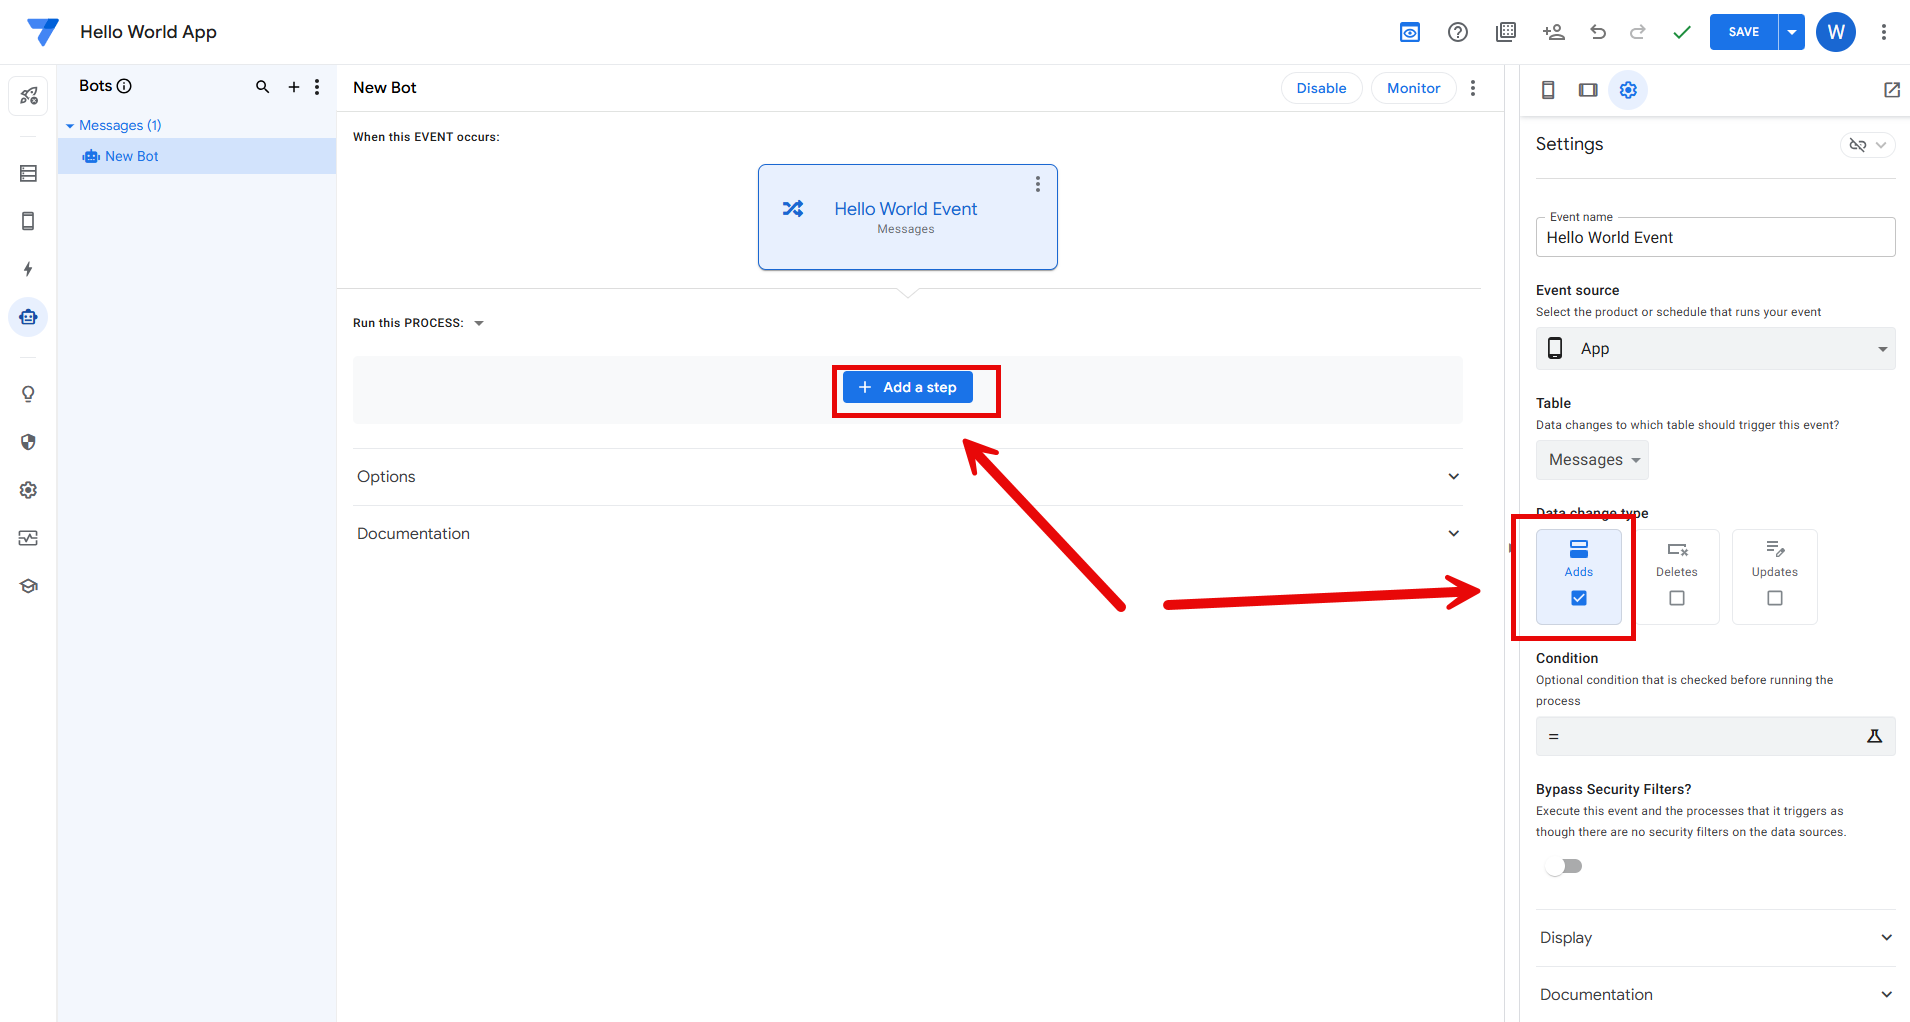 Hello World App
SAVE
W
Bots
Messages (1)
New Bot
New Bot
Disable
Monitor
When this EVENT occurs:
Hello World Event
Messages
Run this PROCESS:
+ Add a step
Options
Documentation
Settings
Event name
Hello World Event
Event source
Select the product or schedule that runs your event
App
Table
Data changes to which table should trigger this event?
Messages
Data change type
Adds
Deletes
Updates
Condition
Optional condition that is checked before running the
process
=
Bypass Security Filters?
Execute this event and the processes that it triggers as
though there are no security filters on the data sources.
Display
Documentation